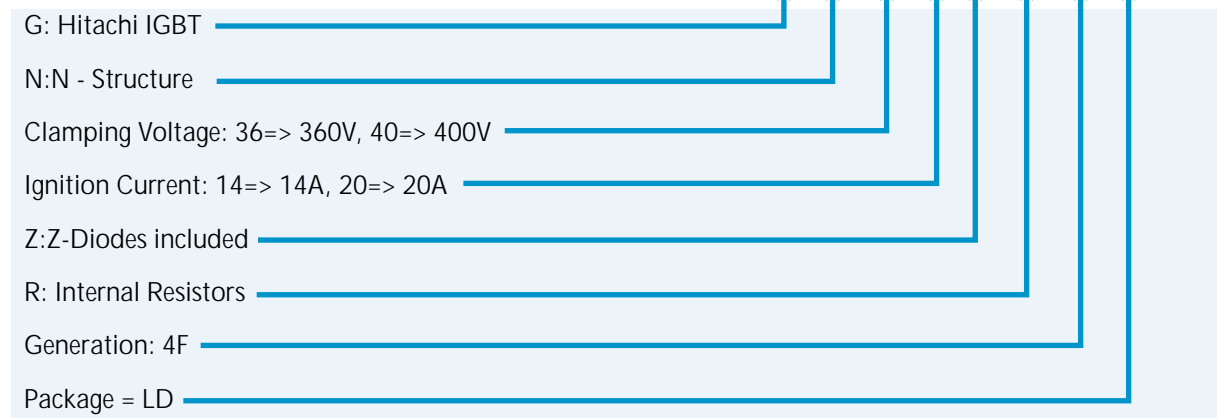 G: Hitachi IGBT
N:N - Structure
Clamping Voltage: 36=> 360V, 40=> 400V
Ignition Current: 14=> 14A, 20=> 20A
Z:Z-Diodes included
R: Internal Resistors
Generation: 4F
Package = LD